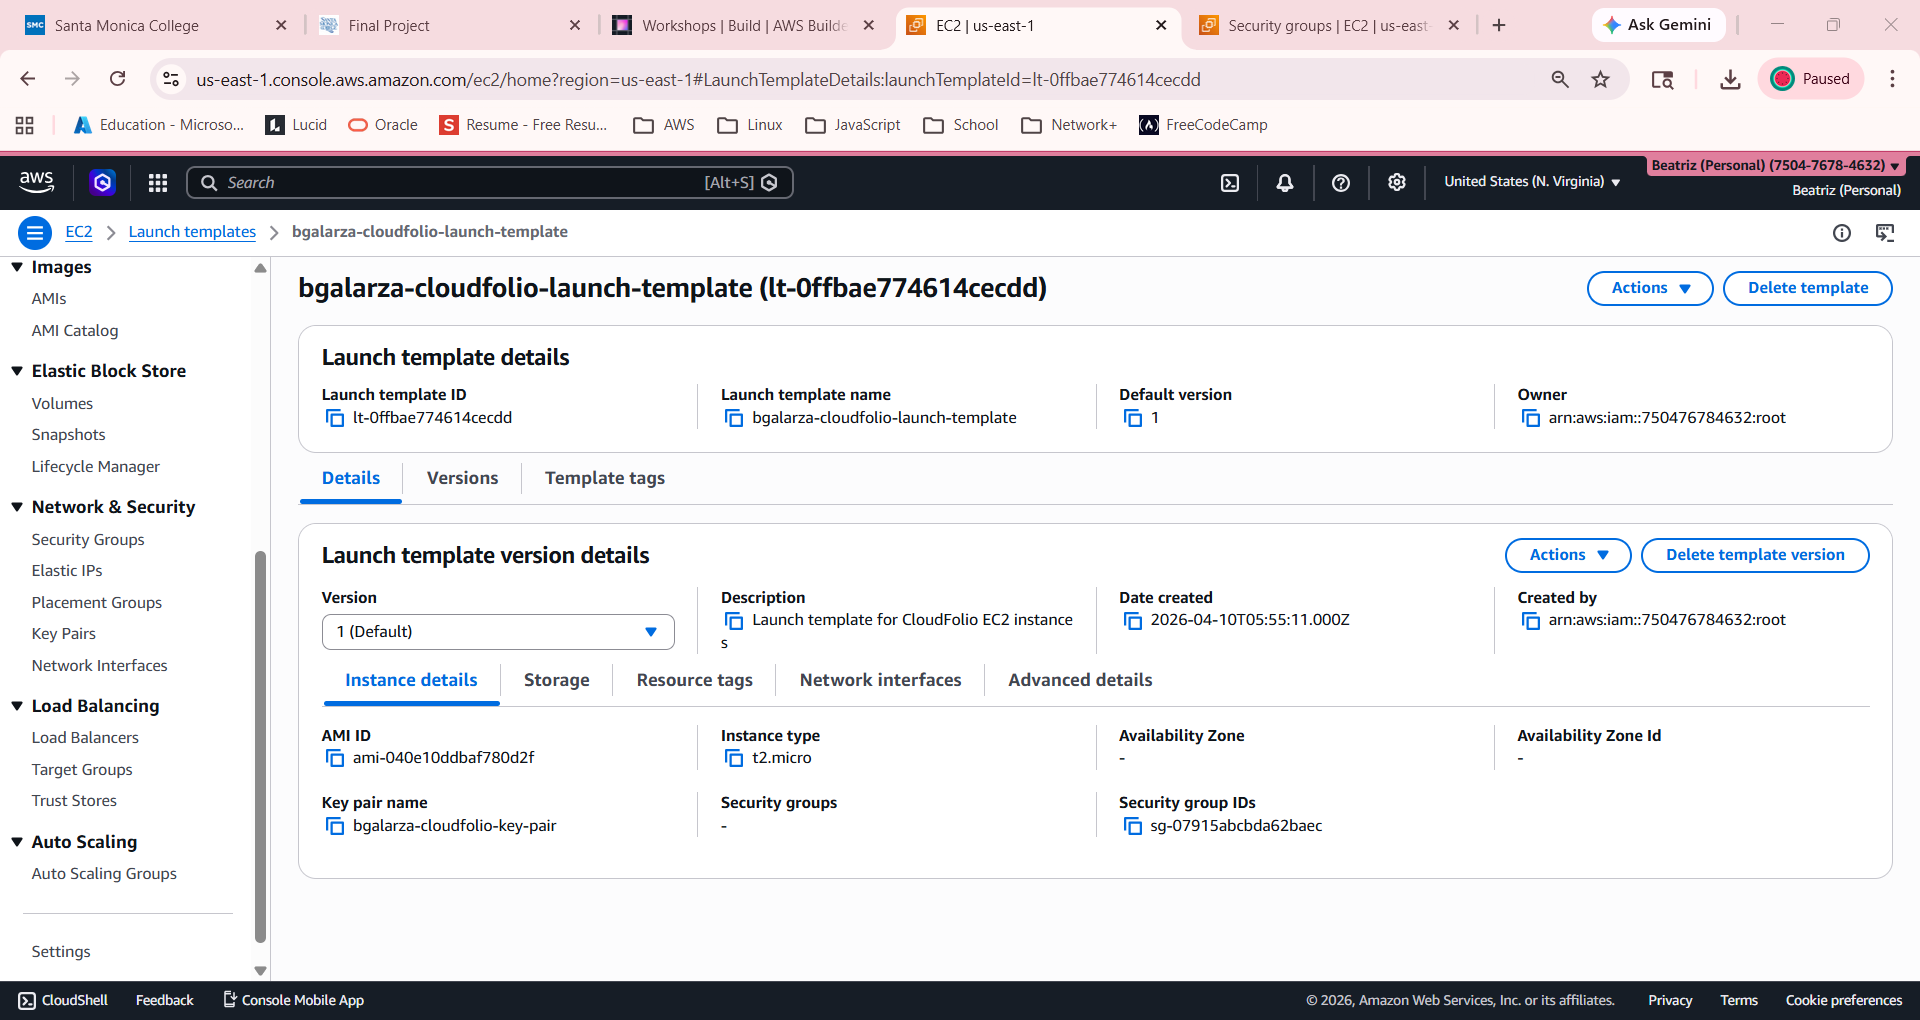 Santa Monica College
Final Project
Workshops | Build | AWS Builde
EC2 | us-east-1
Security groups | EC2 | us-east-
Ask Gemini
us-east-1.console.aws.amazon.com/ec2/home?region=us-east-1#LaunchTemplateDetails:launchTemplateId=lt-0ffbae774614cecdd
Paused
Education - Microso...
Lucid
Oracle
Resume - Free Resu...
AWS
Linux
JavaScript
School
Network+
FreeCodeCamp
aws
Search
[Alt+S]
United States (N. Virginia)
Beatriz (Personal) (7504-7678-4632)
Beatriz (Personal)
EC2
Launch templates
bgalarza-cloudfolio-launch-template
Images
AMIs
AMI Catalog
Elastic Block Store
Volumes
Snapshots
Lifecycle Manager
Network & Security
Security Groups
Elastic IPs
Placement Groups
Key Pairs
Network Interfaces
Load Balancing
Load Balancers
Target Groups
Trust Stores
Auto Scaling
Auto Scaling Groups
Settings
bgalarza-cloudfolio-launch-template (lt-0ffbae774614cecdd)
Actions
Delete template
Launch template details
Launch template ID
lt-0ffbae774614cecdd
Launch template name
bgalarza-cloudfolio-launch-template
Default version
1
Owner
arn:aws:iam::750476784632:root
Details
Versions
Template tags
Launch template version details
Actions
Delete template version
Version
1 (Default)
Description
Launch template for CloudFolio EC2 instance
s
Date created
2026-04-10T05:55:11.000Z
Created by
arn:aws:iam::750476784632:root
Instance details
Storage
Resource tags
Network interfaces
Advanced details
AMI ID
ami-040e10ddbaf780d2f
Instance type
t2.micro
Availability Zone
-
Availability Zone Id
-
Key pair name
bgalarza-cloudfolio-key-pair
Security groups
-
Security group IDs
sg-07915abcbda62baec
CloudShell
Feedback
Console Mobile App
© 2026, Amazon Web Services, Inc. or its affiliates.
Privacy
Terms
Cookie preferences